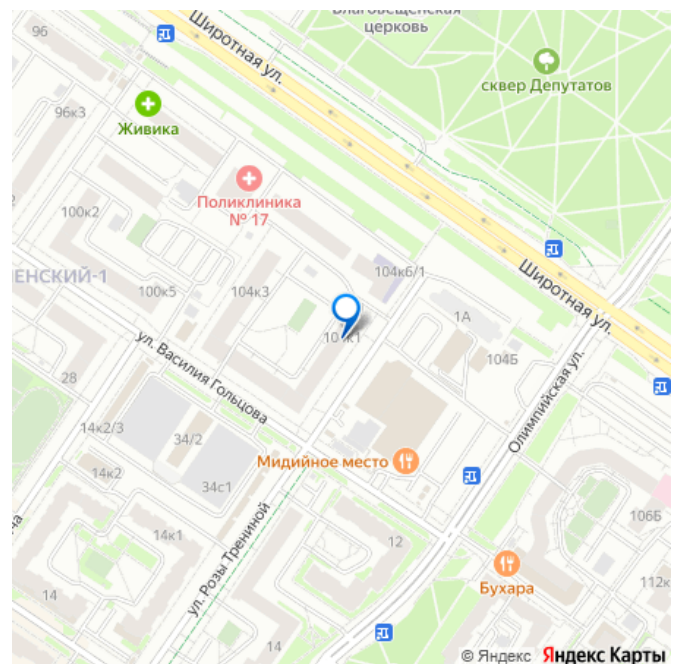 Благовещенская
церковь
96
Широтная ул.
сквер Депутатов
96к3
Живика
Поликлиника
№ 17
100к2
ЕНСКИЙ-1
104к6/1
Широтная ул.
100к5
104к3
1А
104к1
104Б
ул. Василия Гольцова
Олимпийская ул.
28
14к2/3
34/2
Мидийное место
14к2
34с1
106Б
14к1
12
ул. Розы Трениной
Бухара
112к
14
14
© Яндекс Яндекс Карты